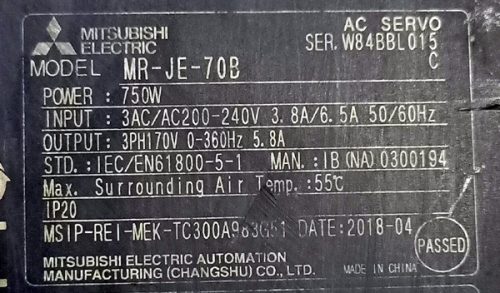 MITSUBISHI ELECTRIC
AC SERVO
SER. W84BBL015
C
MODEL MR-JE-70B
POWER : 750W
INPUT : 3AC/AC200-240V 3.8A/6.5A 50/60Hz
OUTPUT: 3PH170V 0-360Hz 5.8A
STD. : IEC/EN61800-5-1 MAN. : IB(NA)0300194
Max. Surrounding Air Temp. :55℃
IP20
MSIP-REI-MEK-TC300A983G51 DATE:2018-04
PASSED
MITSUBISHI ELECTRIC AUTOMATION
MANUFACTURING (CHANGSHU) CO., LTD.
MADE IN CHINA